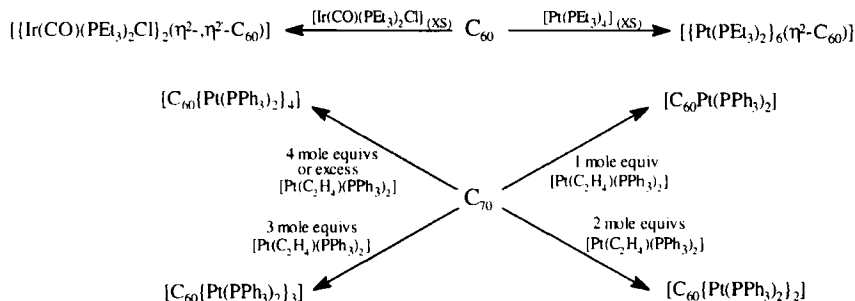 [{Ir(CO)(PEt₃)₂Cl}₂(η²-,η²'-C₆₀)]
[Ir(CO)(PEt₃)₂Cl] (XS)
C₆₀
[Pt(PEt₃)₄] (XS)
[{Pt(PEt₃)₂}₆(η²-C₆₀)]
[C₆₀{Pt(PPh₃)₂}₄]
[C₆₀Pt(PPh₃)₂]
4 mole equivs
or excess
[Pt(C₂H₄)(PPh₃)₂]
1 mole equiv
[Pt(C₂H₄)(PPh₃)₂]
C₇₀
3 mole equivs
[Pt(C₂H₄)(PPh₃)₂]
2 mole equivs
[Pt(C₂H₄)(PPh₃)₂]
[C₆₀{Pt(PPh₃)₂}₃]
[C₆₀{Pt(PPh₃)₂}₂]